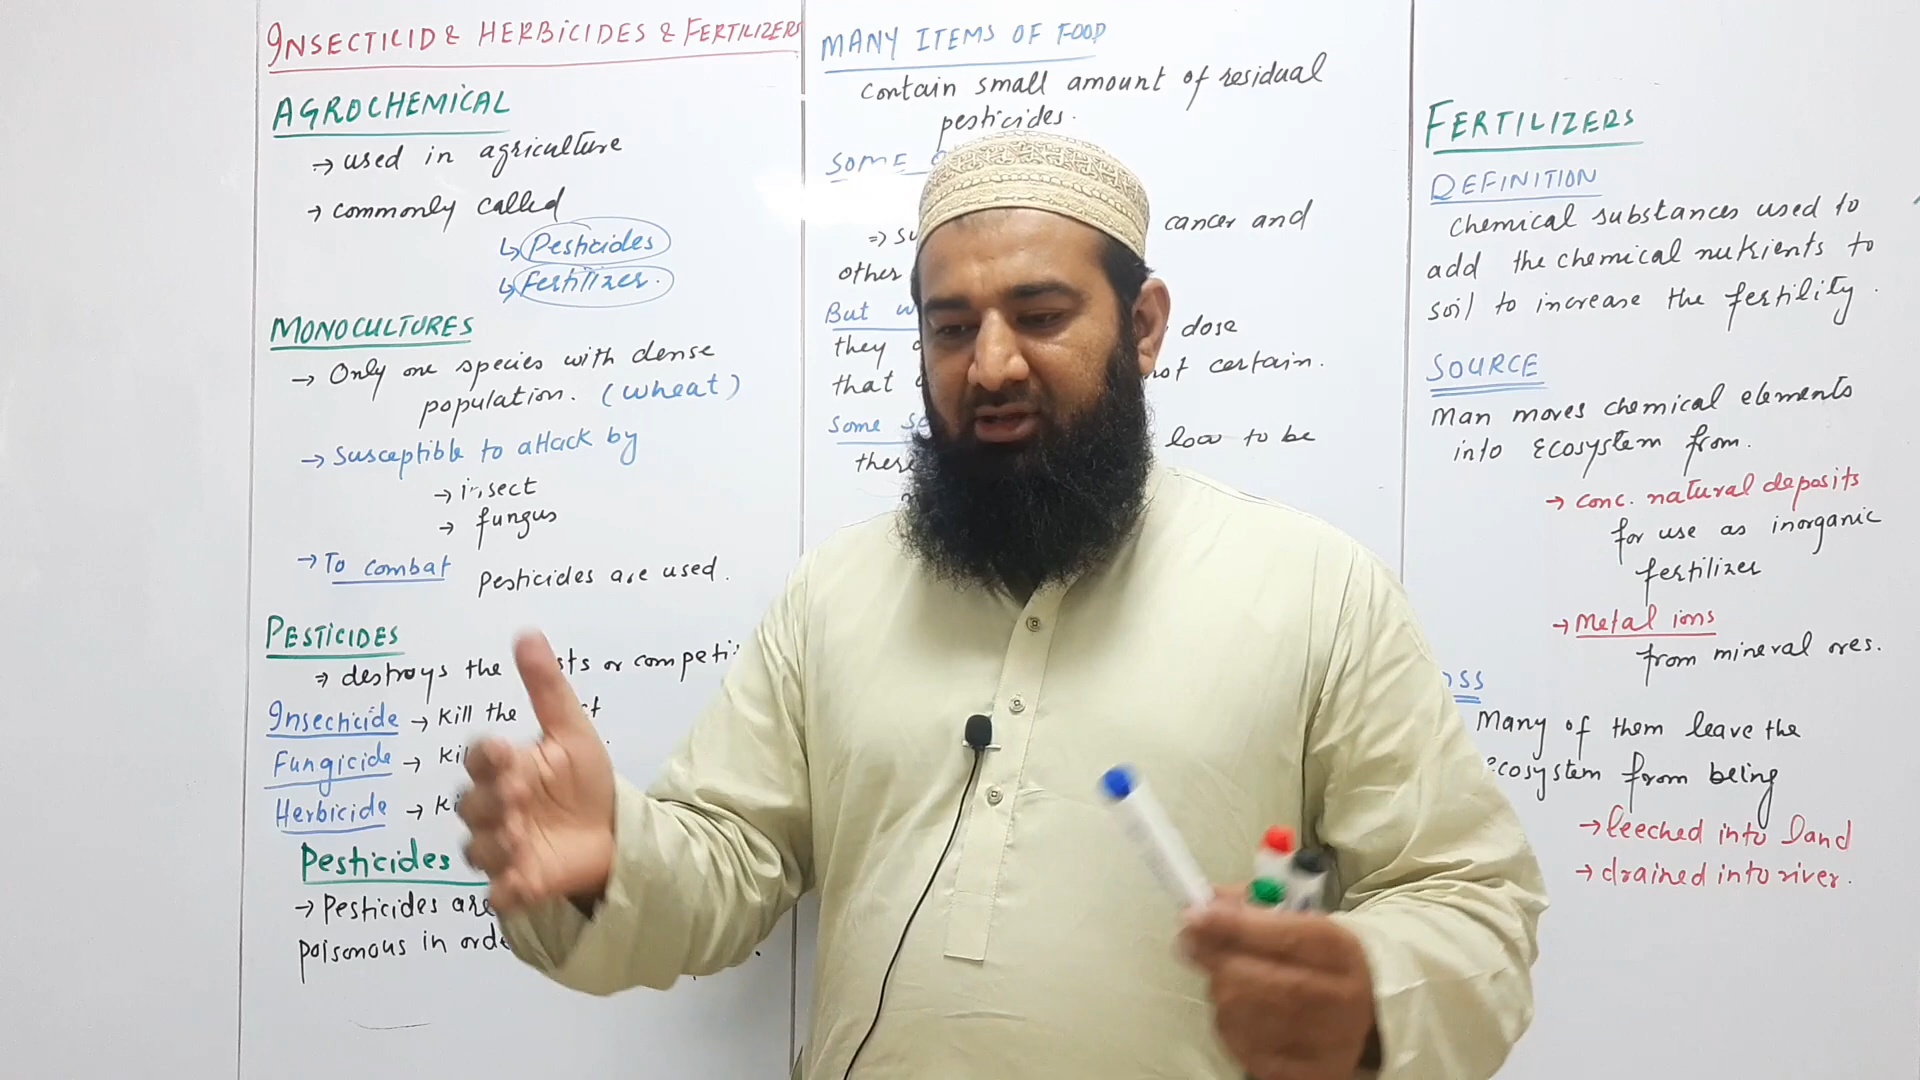 INSECTICID & HERBICIDES & FERTILIZERS
AGROCHEMICAL
→ used in agriculture
→ commonly called
↳ Pesticides
↳ Fertilizer.
MONOCULTURES
→ Only one species with dense
population. (wheat)
→ Susceptible to attack by
→ insect
→ fungus
→ To combat pesticides are used.
PESTICIDES
⇒ destroys the or
Insecticide → Kill the
Fungicide →
Herbicide →
Pesticides
→ Pesticides are
poisonous in
MANY ITEMS OF FOOD
contain small amount of residual
pesticides.
SOME
⇒ cancer and
other
But
they dose
that not certain.
Some
low to be
FERTILIZERS
DEFINITION
Chemical substances used to
add the chemical nutrients to
soil to increase the fertility.
SOURCE
Man moves chemical elements
into Ecosystem from.
→ conc. natural deposits
for use as inorganic
fertilizer
→ Metal ions
from mineral ores.
Many of them leave the
Ecosystem from being
→ leeched into land
→ drained into river.